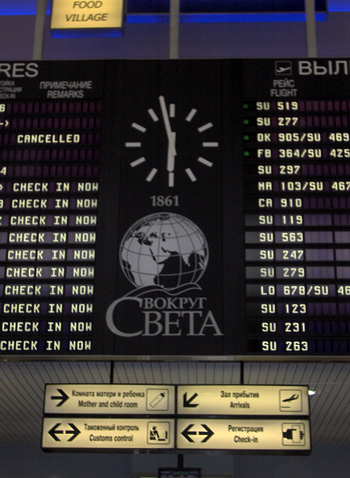 FOOD
VILLAGE
RES
ПРИМЕЧАНИЕ
REMARKS
CANCELLED
CHECK IN NOW
CHECK IN NOW
CHECK IN NOW
CHECK IN NOW
CHECK IN NOW
CHECK IN NOW
CHECK IN NOW
CHECK IN NOW
CHECK IN NOW
CHECK IN NOW
1861
ВОКРУГ
СВЕТА
ВЫЛ
РЕЙС
FLIGHT
SU 519
SU 277
OK 905/SU 469
FB 364/SU 425
SU 297
MA 103/SU 467
CA 910
SU 119
SU 563
SU 247
SU 279
LO 678/SU 46
SU 123
SU 231
SU 263
Комната матери и ребенка
Mother and child room
Зал прибытия
Arrivals
Таможенный контроль
Customs control
Регистрация
Check-in